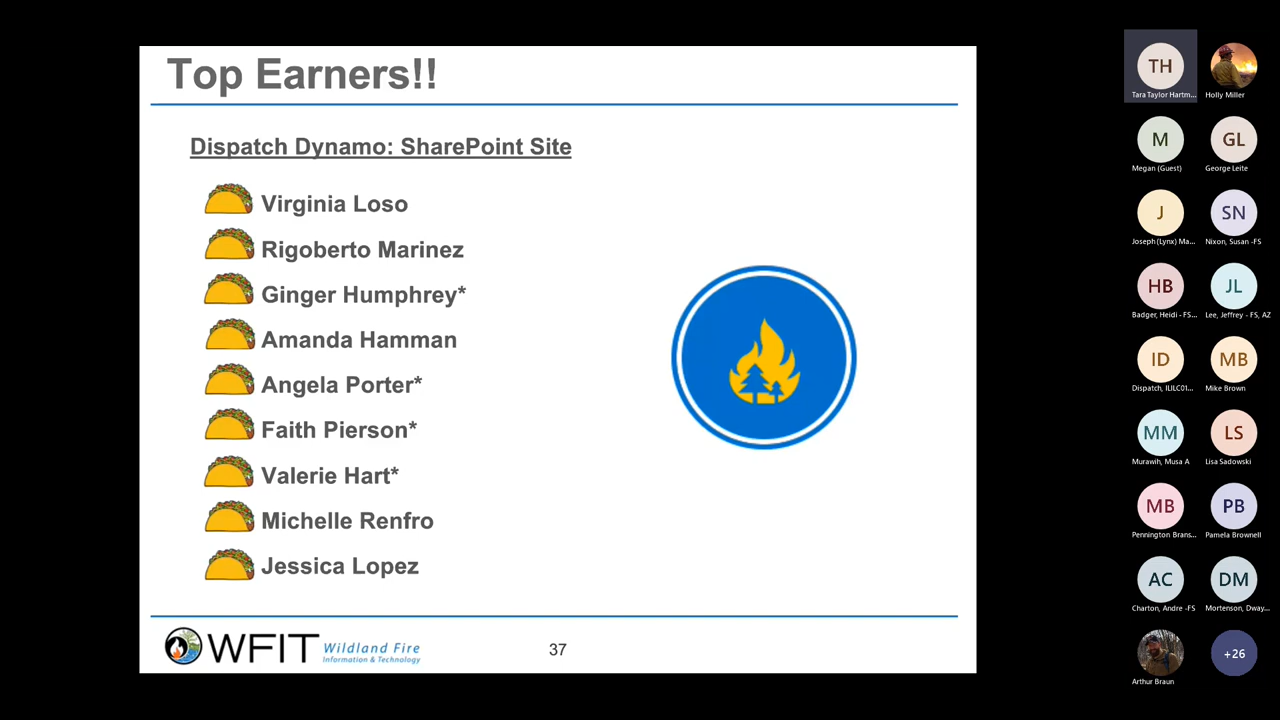 Top Earners!!
Dispatch Dynamo: SharePoint Site
Virginia Loso
Rigoberto Marinez
Ginger Humphrey*
Amanda Hamman
Angela Porter*
Faith Pierson*
Valerie Hart*
Michelle Renfro
Jessica Lopez
WFIT Wildland Fire
Information & Technology
37
TH
Tara Taylor Hartm...
Holly Miller
M
Megan (Guest)
GL
George Leite
J
Joseph (Lynx) Ma...
SN
Nixon, Susan -FS
HB
Badger, Heidi - FS...
JL
Lee, Jeffrey - FS, AZ
ID
Dispatch, ILILC01...
MB
Mike Brown
MM
Murawih, Musa A
LS
Lisa Sadowski
MB
Pennington Brans...
PB
Pamela Brownell
AC
Charton, Andre -FS
DM
Mortenson, Dway...
Arthur Braun
+26